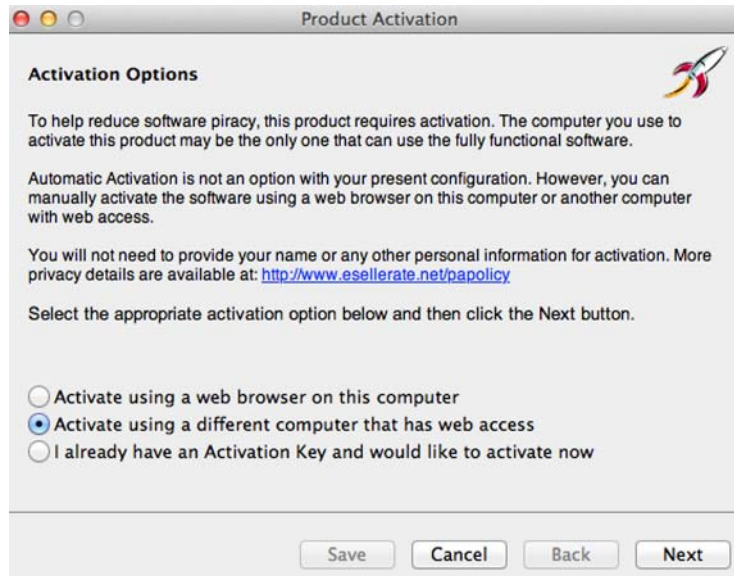 Product Activation
Activation Options
To help reduce software piracy, this product requires activation. The computer you use to
activate this product may be the only one that can use the fully functional software.
Automatic Activation is not an option with your present configuration. However, you can
manually activate the software using a web browser on this computer or another computer
with web access.
You will not need to provide your name or any other personal information for activation. More
privacy details are available at: http://www.esellerate.net/papolicy
Select the appropriate activation option below and then click the Next button.
Activate using a web browser on this computer
Activate using a different computer that has web access
I already have an Activation Key and would like to activate now
Save Cancel Back Next